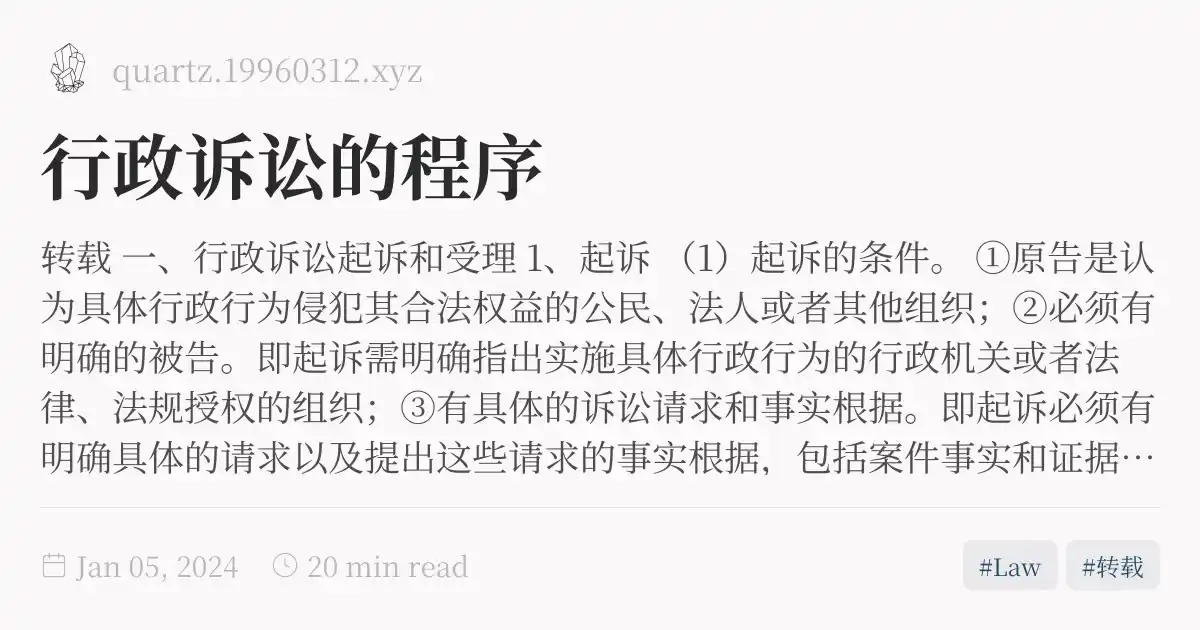 quartz.19960312.xyz
行政诉讼的程序
转载 一、行政诉讼起诉和受理 1、起诉 （1）起诉的条件。 ①原告是认
为具体行政行为侵犯其合法权益的公民、法人或者其他组织；②必须有
明确的被告。即起诉需明确指出实施具体行政行为的行政机关或者法
律、法规授权的组织；③有具体的诉讼请求和事实根据。即起诉必须有
明确具体的请求以及提出这些请求的事实根据，包括案件事实和证据…
Jan 05, 2024 20 min read #Law #转载